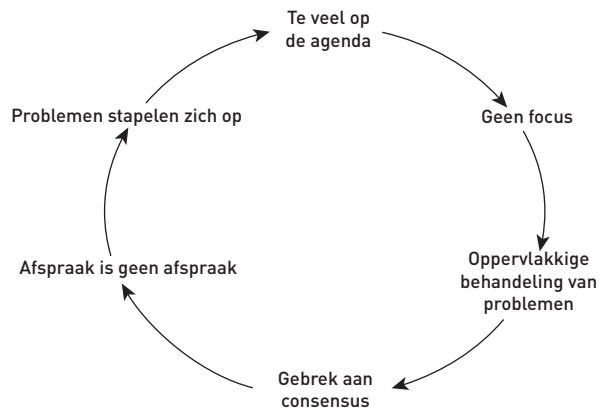 Te veel op
de agenda
Geen focus
Oppervlakkige
behandeling van
problemen
Gebrek aan
consensus
Afspraak is geen afspraak
Problemen stapelen zich op